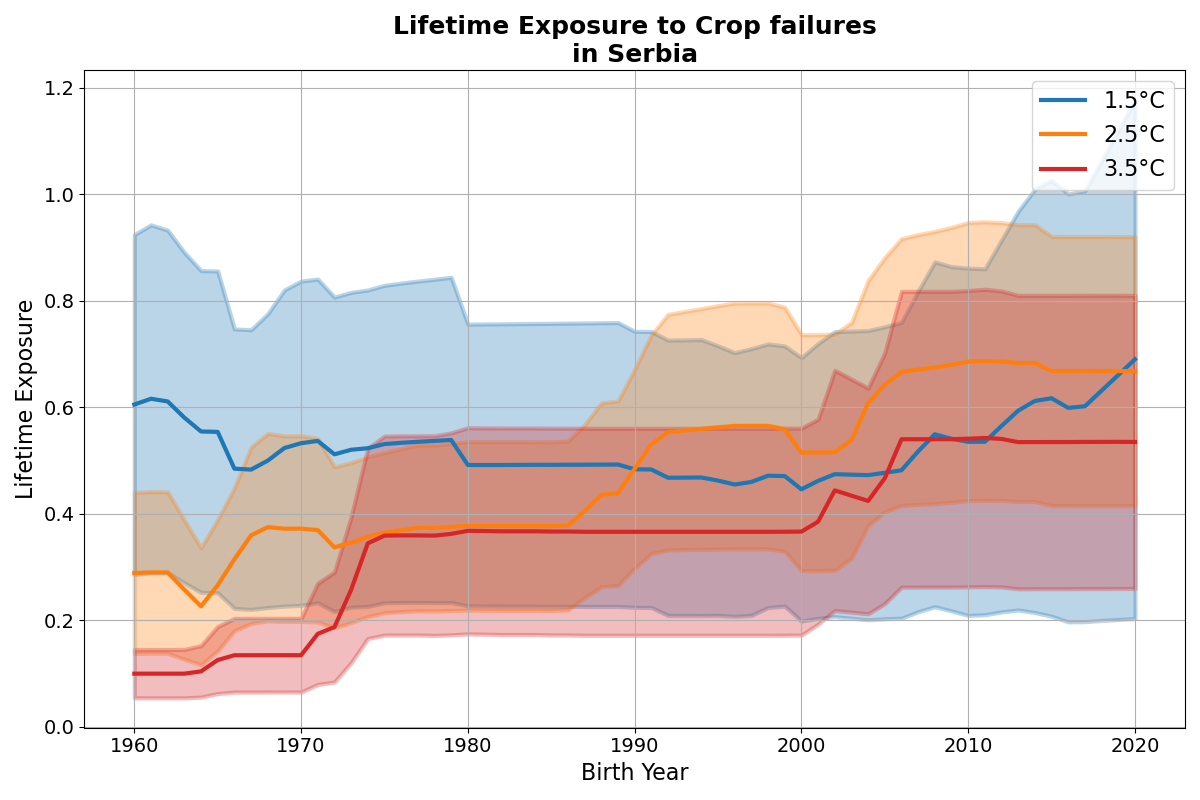 Lifetime Exposure to Crop failures
in Serbia
1.5°C
2.5°C
3.5°C
Lifetime Exposure
1.2
1.0
0.8
0.6
0.4
0.2
0.0
1960 1970 1980 1990 2000 2010 2020
Birth Year